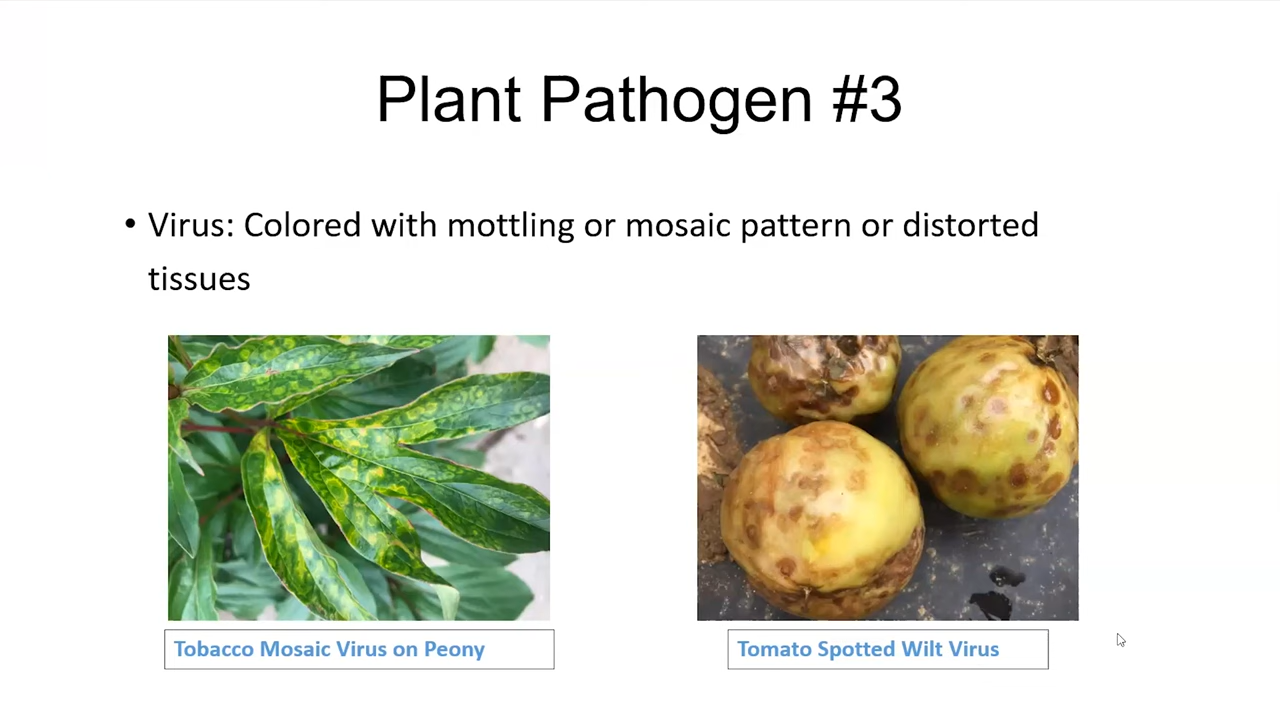 Plant Pathogen #3
• Virus: Colored with mottling or mosaic pattern or distorted
tissues
Tobacco Mosaic Virus on Peony
Tomato Spotted Wilt Virus